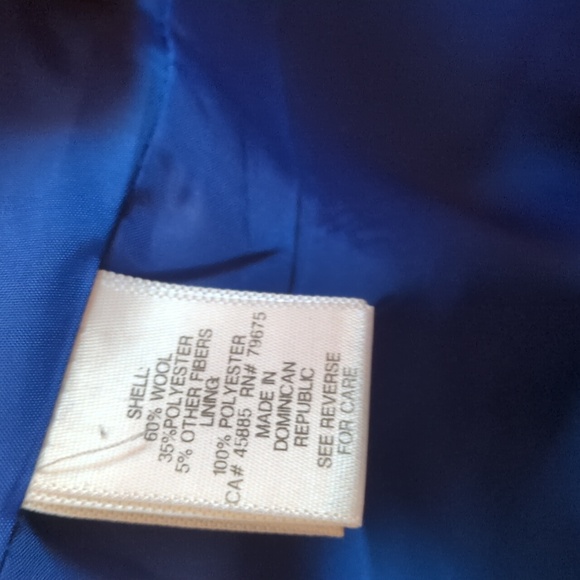 SHELL:
60% WOOL
35%POLYESTER
5% OTHER FIBERS
LINING:
100% POLYESTER
CA# 45885 RN# 79675
MADE IN
DOMINICAN
REPUBLIC
SEE REVERSE
FOR CARE